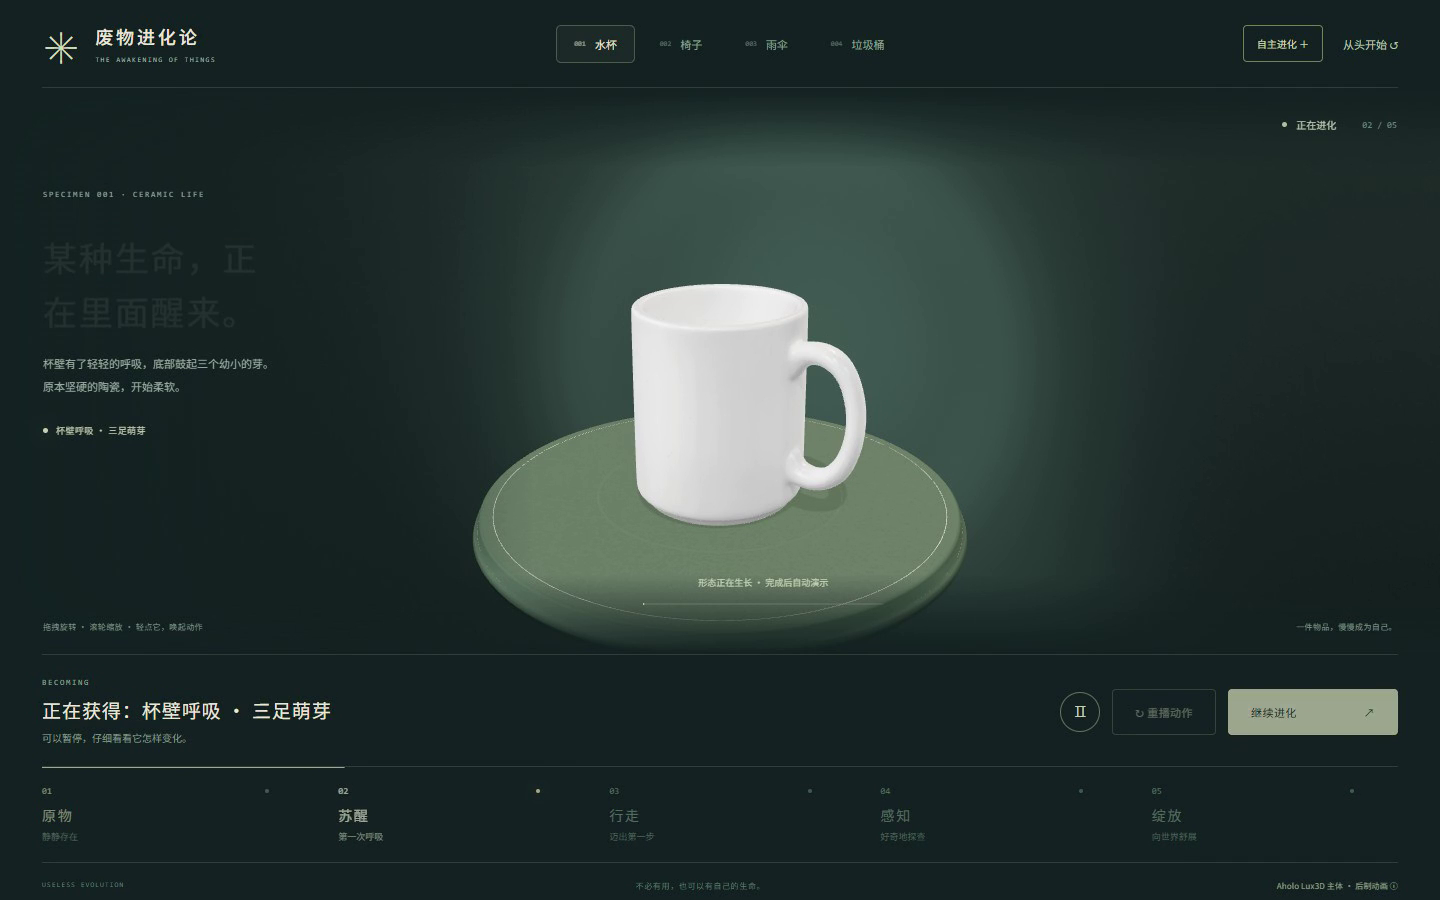 废物进化论
THE AWAKENING OF THINGS
001 水杯
002 椅子
003 雨伞
004 垃圾桶
自主进化 ＋
从头开始 ↺
正在进化
02 / 05
SPECIMEN 001 · CERAMIC LIFE
某种生命，正
在里面醒来。
杯壁有了轻轻的呼吸，底部鼓起三个幼小的芽。
原本坚硬的陶瓷，开始柔软。
杯壁呼吸 · 三足萌芽
形态正在生长 · 完成后自动演示
拖拽旋转 · 滚轮缩放 · 轻点它，唤起动作
一件物品，慢慢成为自己。
BECOMING
正在获得：杯壁呼吸 · 三足萌芽
可以暂停，仔细看看它怎样变化。
↻ 重播动作
继续进化 ↗
01
原物
静静存在
02
苏醒
第一次呼吸
03
行走
迈出第一步
04
感知
好奇地探查
05
绽放
向世界舒展
USELESS EVOLUTION
不必有用，也可以有自己的生命。
Aholo Lux3D 主体 · 后制动画 ⓘ